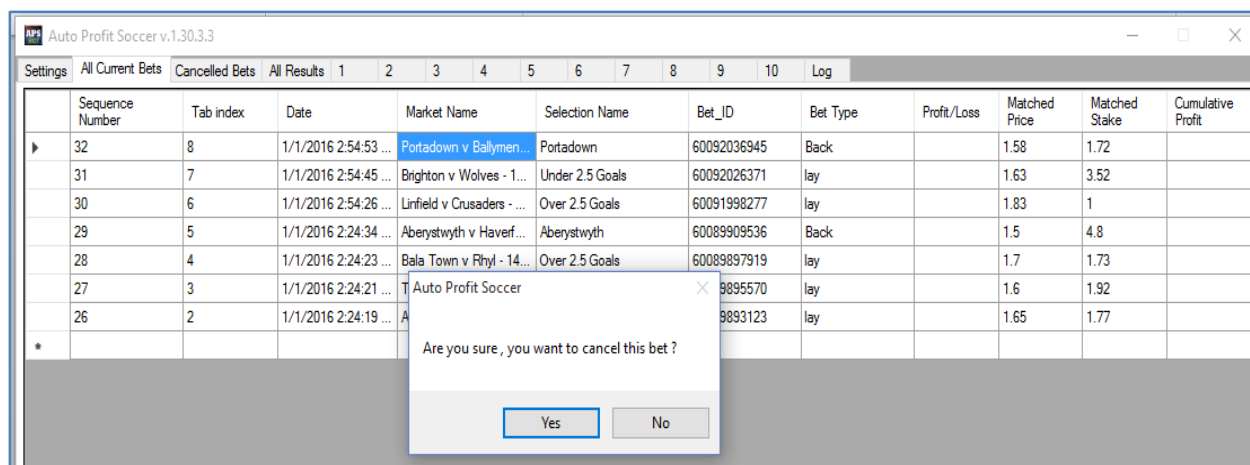 APS BOT Auto Profit Soccer v.1.30.3.3
Settings All Current Bets Cancelled Bets All Results 1 2 3 4 5 6 7 8 9 10 Log
Sequence Number Tab index Date Market Name Selection Name Bet_ID Bet Type Profit/Loss Matched Price Matched Stake Cumulative Profit
32 8 1/1/2016 2:54:53 ... Portadown v Ballymen... Portadown 60092036945 Back 1.58 1.72
31 7 1/1/2016 2:54:45 ... Brighton v Wolves - 1... Under 2.5 Goals 60092026371 lay 1.63 3.52
30 6 1/1/2016 2:54:26 ... Linfield v Crusaders - ... Over 2.5 Goals 60091998277 lay 1.83 1
29 5 1/1/2016 2:24:34 ... Aberystwyth v Haverf... Aberystwyth 60089909536 Back 1.5 4.8
28 4 1/1/2016 2:24:23 ... Bala Town v Rhyl - 14... Over 2.5 Goals 60089897919 lay 1.7 1.73
27 3 1/1/2016 2:24:21 ... T 9895570 lay 1.6 1.92
26 2 1/1/2016 2:24:19 ... A 9893123 lay 1.65 1.77
*
Auto Profit Soccer
Are you sure , you want to cancel this bet ?
Yes No